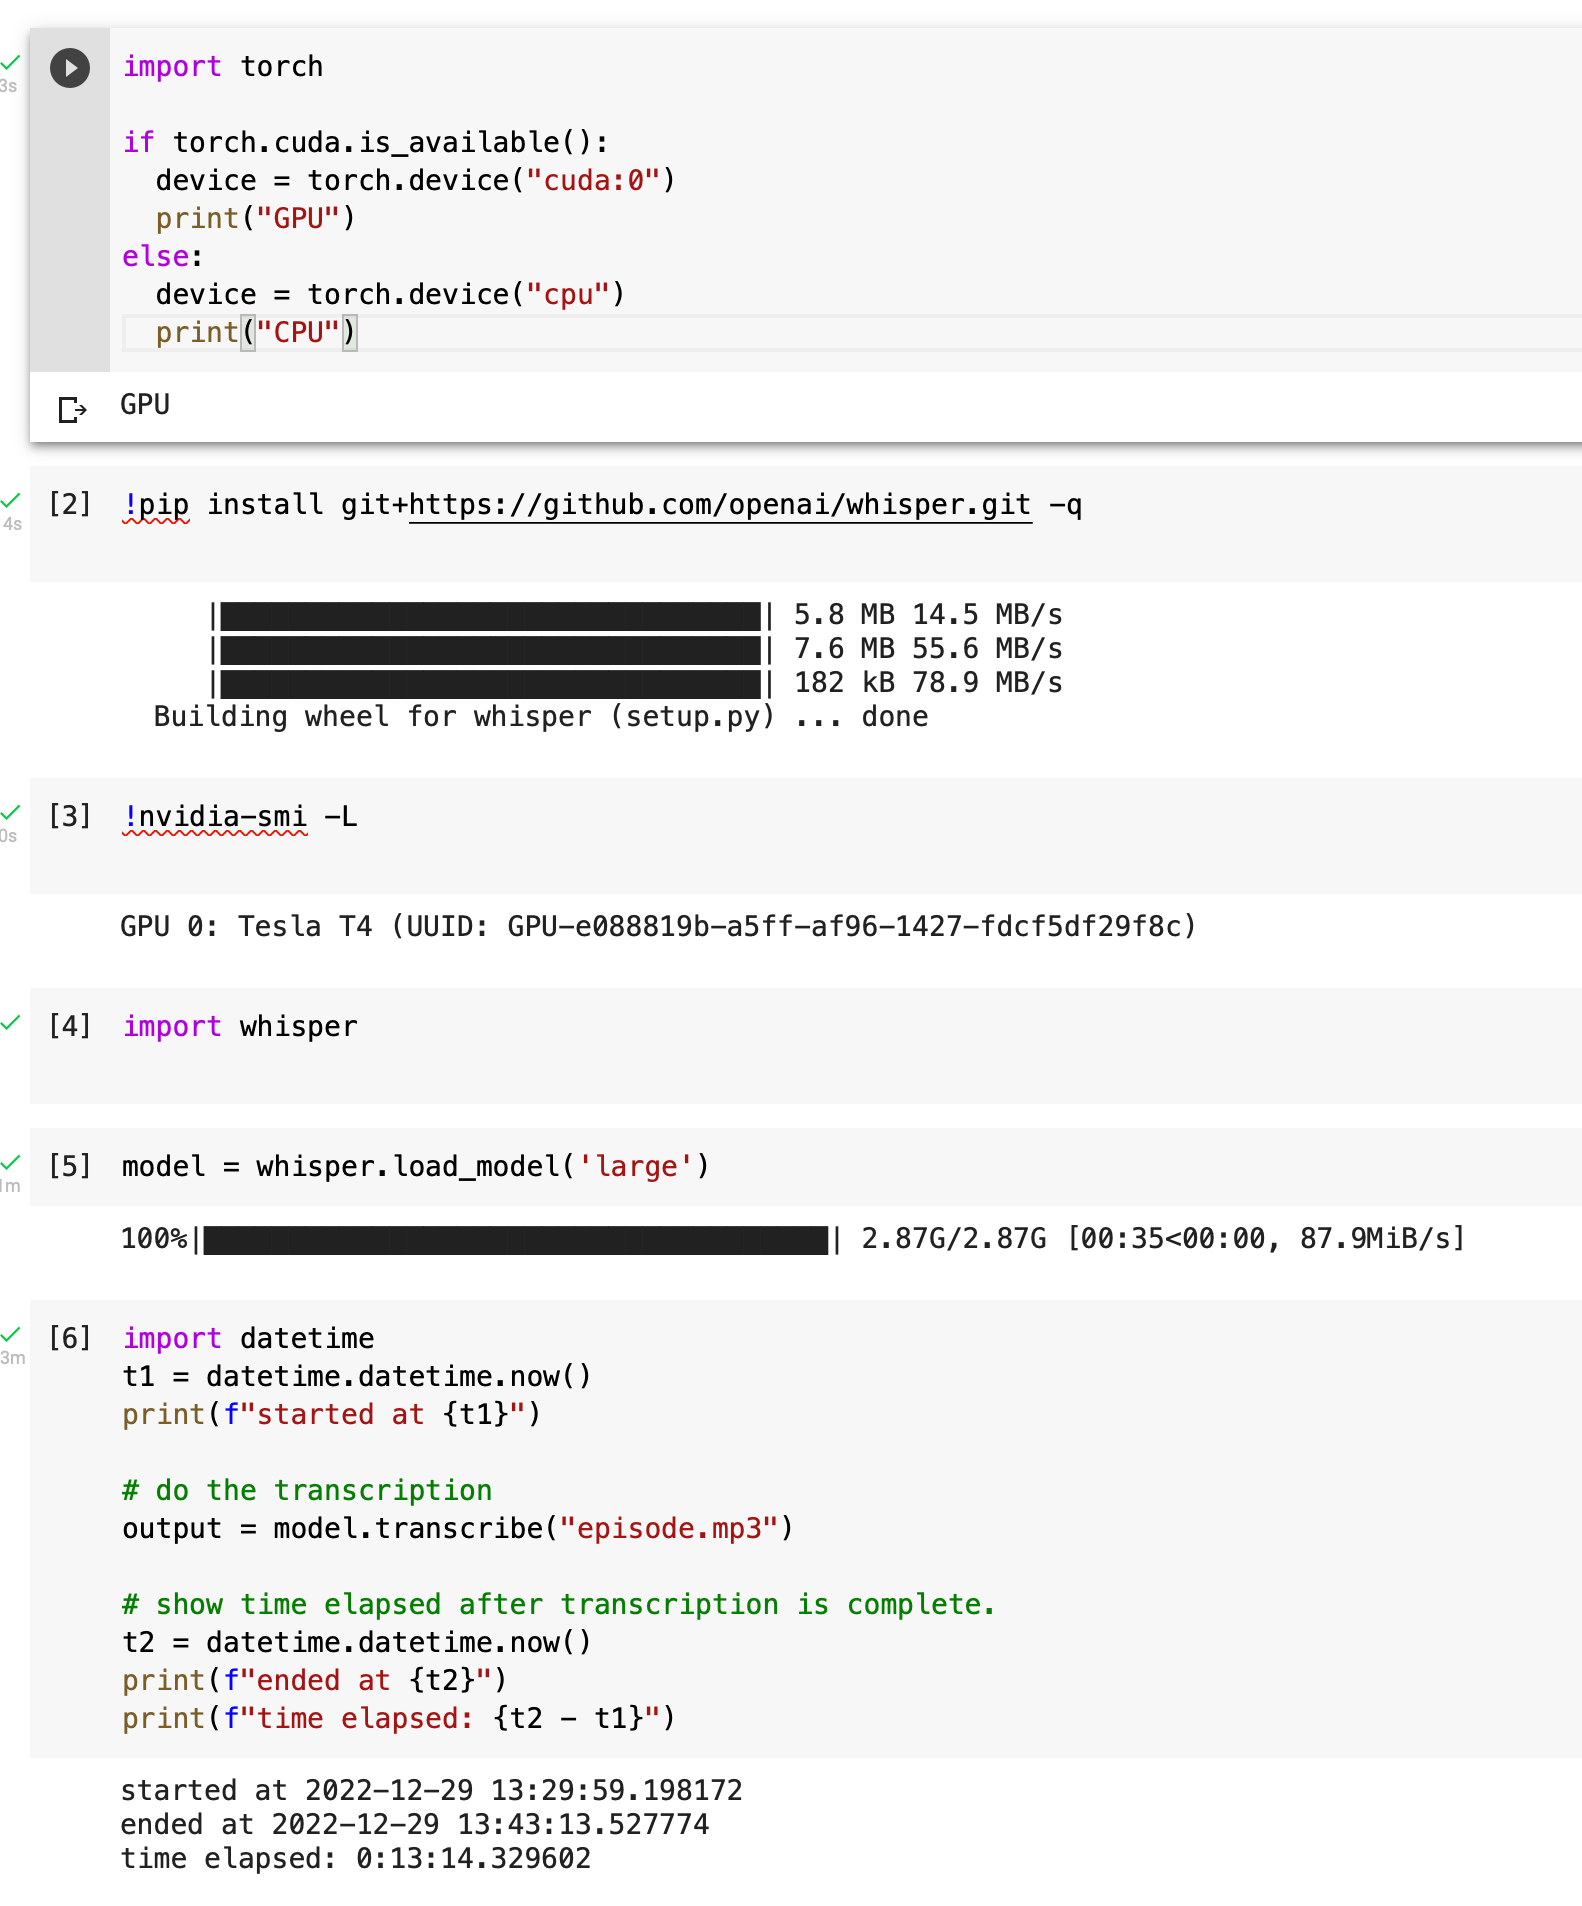 3s
import torch
if torch.cuda.is_available():
  device = torch.device("cuda:0")
  print("GPU")
else:
  device = torch.device("cpu")
  print("CPU")
GPU
4s
[2] !pip install git+https://github.com/openai/whisper.git -q
5.8 MB 14.5 MB/s
7.6 MB 55.6 MB/s
182 kB 78.9 MB/s
Building wheel for whisper (setup.py) ... done
0s
[3] !nvidia-smi -L
GPU 0: Tesla T4 (UUID: GPU-e088819b-a5ff-af96-1427-fdcf5df29f8c)
[4] import whisper
1m
[5] model = whisper.load_model('large')
100%| | 2.87G/2.87G [00:35<00:00, 87.9MiB/s]
3m
[6] import datetime
t1 = datetime.datetime.now()
print(f"started at {t1}")
# do the transcription
output = model.transcribe("episode.mp3")
# show time elapsed after transcription is complete.
t2 = datetime.datetime.now()
print(f"ended at {t2}")
print(f"time elapsed: {t2 - t1}")
started at 2022-12-29 13:29:59.198172
ended at 2022-12-29 13:43:13.527774
time elapsed: 0:13:14.329602